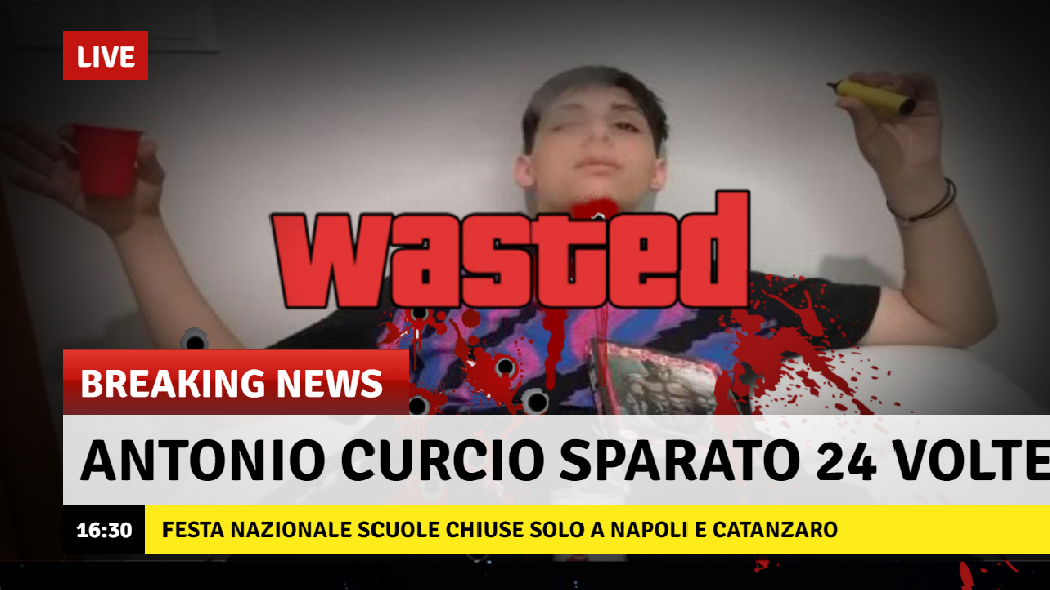 LIVE
wasted
BREAKING NEWS
ANTONIO CURCIO SPARATO 24 VOLTE
16:30 FESTA NAZIONALE SCUOLE CHIUSE SOLO A NAPOLI E CATANZARO